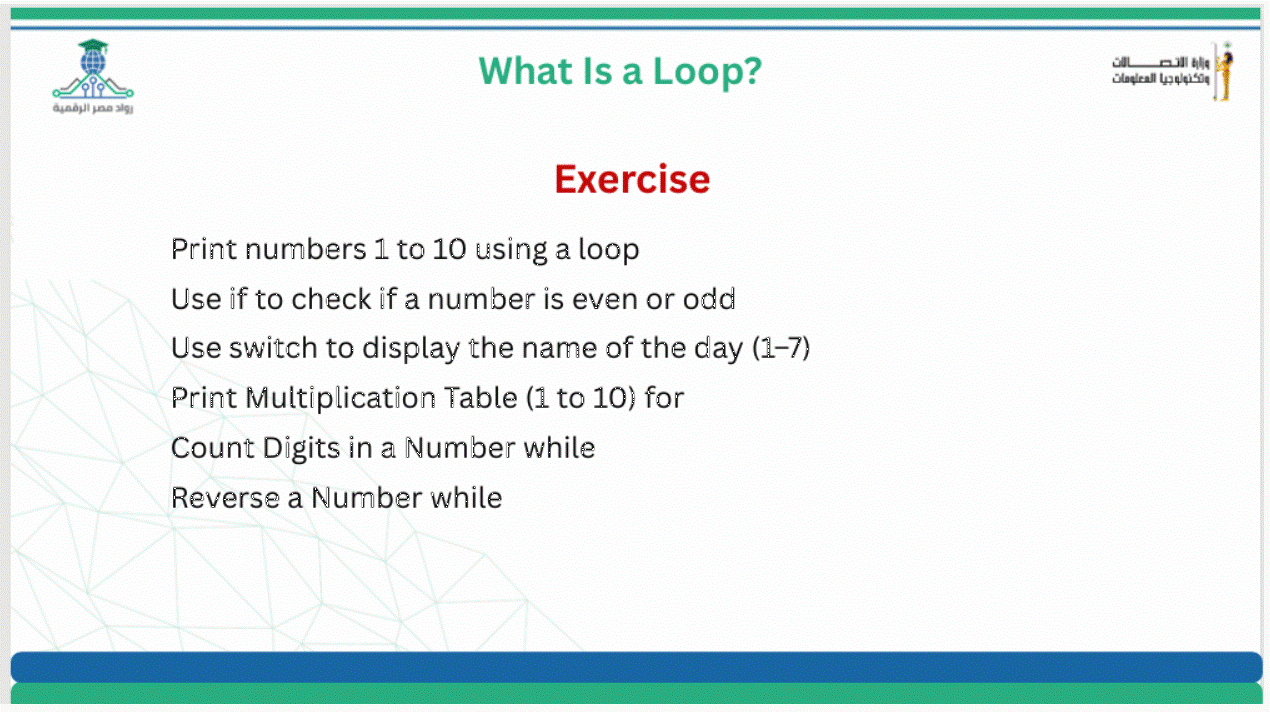 What Is a Loop?
وزارة الاتصـــــالات
وتكنولوجيا المعلومات
رواد مصر الرقمية
Exercise
Print numbers 1 to 10 using a loop
Use if to check if a number is even or odd
Use switch to display the name of the day (1–7)
Print Multiplication Table (1 to 10) for
Count Digits in a Number while
Reverse a Number while